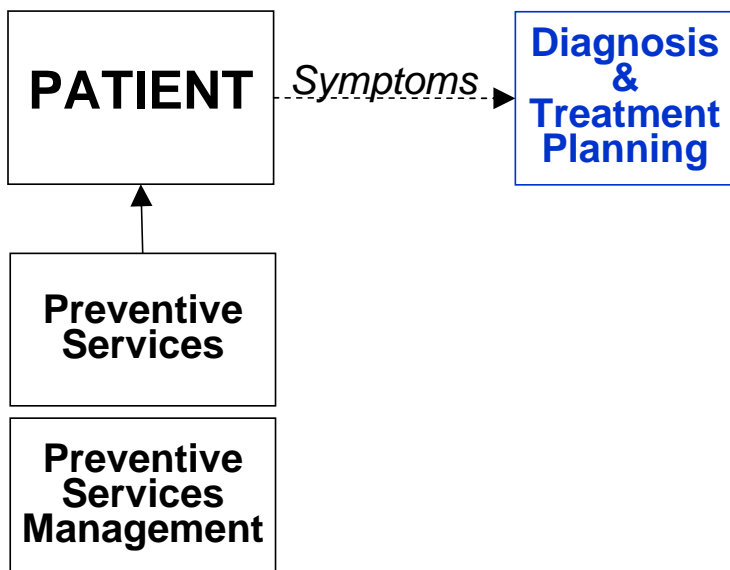 PATIENT
Symptoms
Diagnosis
&
Treatment
Planning
Preventive
Services
Preventive
Services
Management